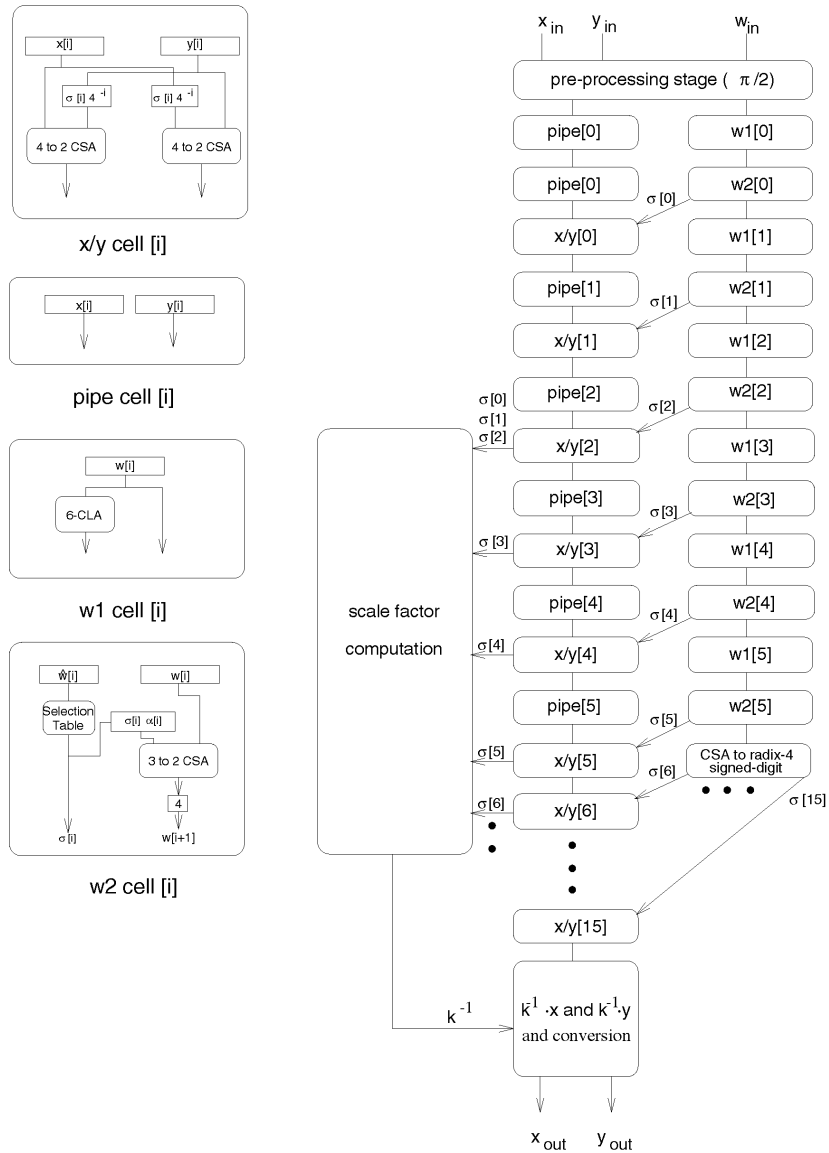 x[i] y[i]
σ [i] 4 -i σ [i] 4 -i
4 to 2 CSA 4 to 2 CSA
x/y cell [i]
x[i] y[i]
pipe cell [i]
w[i]
6-CLA
w1 cell [i]
ŵ[i] w[i]
Selection
Table
σ[i] α[i]
3 to 2 CSA
4
σ[i] w[i+1]
w2 cell [i]
x in y in w in
pre-processing stage ( π /2)
pipe[0] w1[0]
pipe[0] w2[0]
σ [0]
x/y[0] w1[1]
pipe[1] w2[1]
σ [1]
x/y[1] w1[2]
pipe[2] w2[2]
σ [0]
σ [1]
σ [2]
σ [2]
x/y[2] w1[3]
pipe[3] w2[3]
σ [3]
σ [3]
x/y[3] w1[4]
pipe[4] w2[4]
σ [4]
σ[4]
x/y[4] w1[5]
pipe[5] w2[5]
σ [5]
σ[5]
x/y[5]
CSA to radix-4
signed-digit
σ[6]
σ[6]
x/y[6]
σ [15]
scale factor
computation
x/y[15]
k -1
k -1 ·x and k -1 ·y
and conversion
x out y out